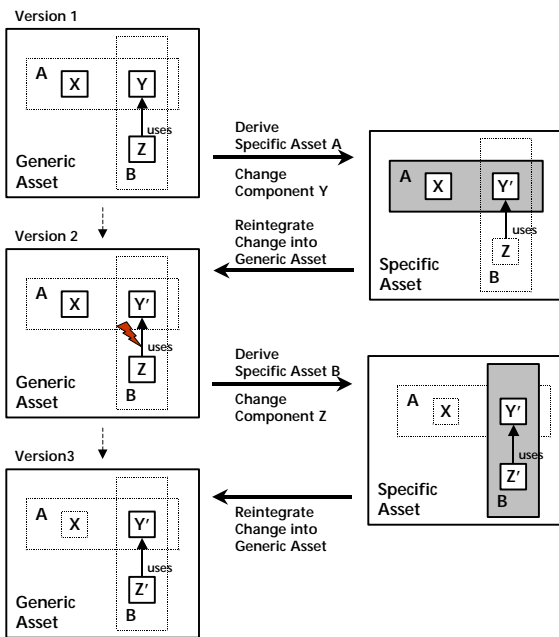 Version 1
A
X
Y
uses
Z
B
Generic
Asset
Derive
Specific Asset A
Change
Component Y
A
X
Y'
uses
Z
B
Specific
Asset
Reintegrate
Change into
Generic Asset
Version 2
A
X
Y'
uses
Z
B
Generic
Asset
Derive
Specific Asset B
Change
Component Z
A
X
Y'
uses
Z'
B
Specific
Asset
Reintegrate
Change into
Generic Asset
Version3
A
X
Y'
uses
Z'
B
Generic
Asset